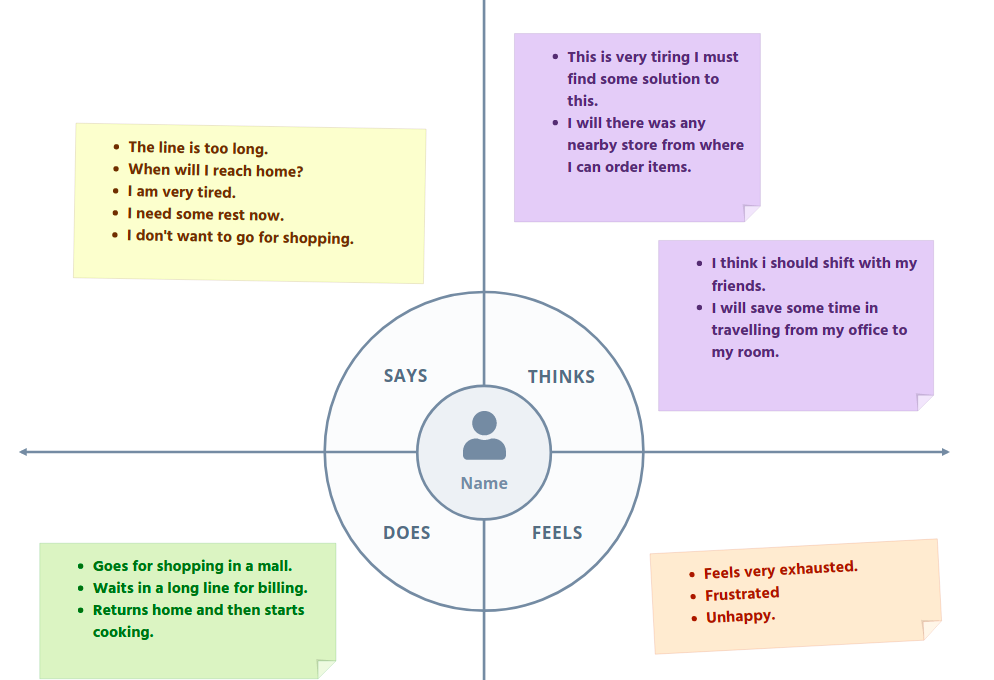 This is very tiring I must
find some solution to
this.
I will there was any
nearby store from where
I can order items.
The line is too long.
When will I reach home?
I am very tired.
I need some rest now.
I don't want to go for shopping.
I think i should shift with my
friends.
I will save some time in
travelling from my office to
my room.
SAYS
THINKS
Name
DOES
FEELS
Goes for shopping in a mall.
Waits in a long line for billing.
Returns home and then starts
cooking.
Feels very exhausted.
Frustrated
Unhappy.